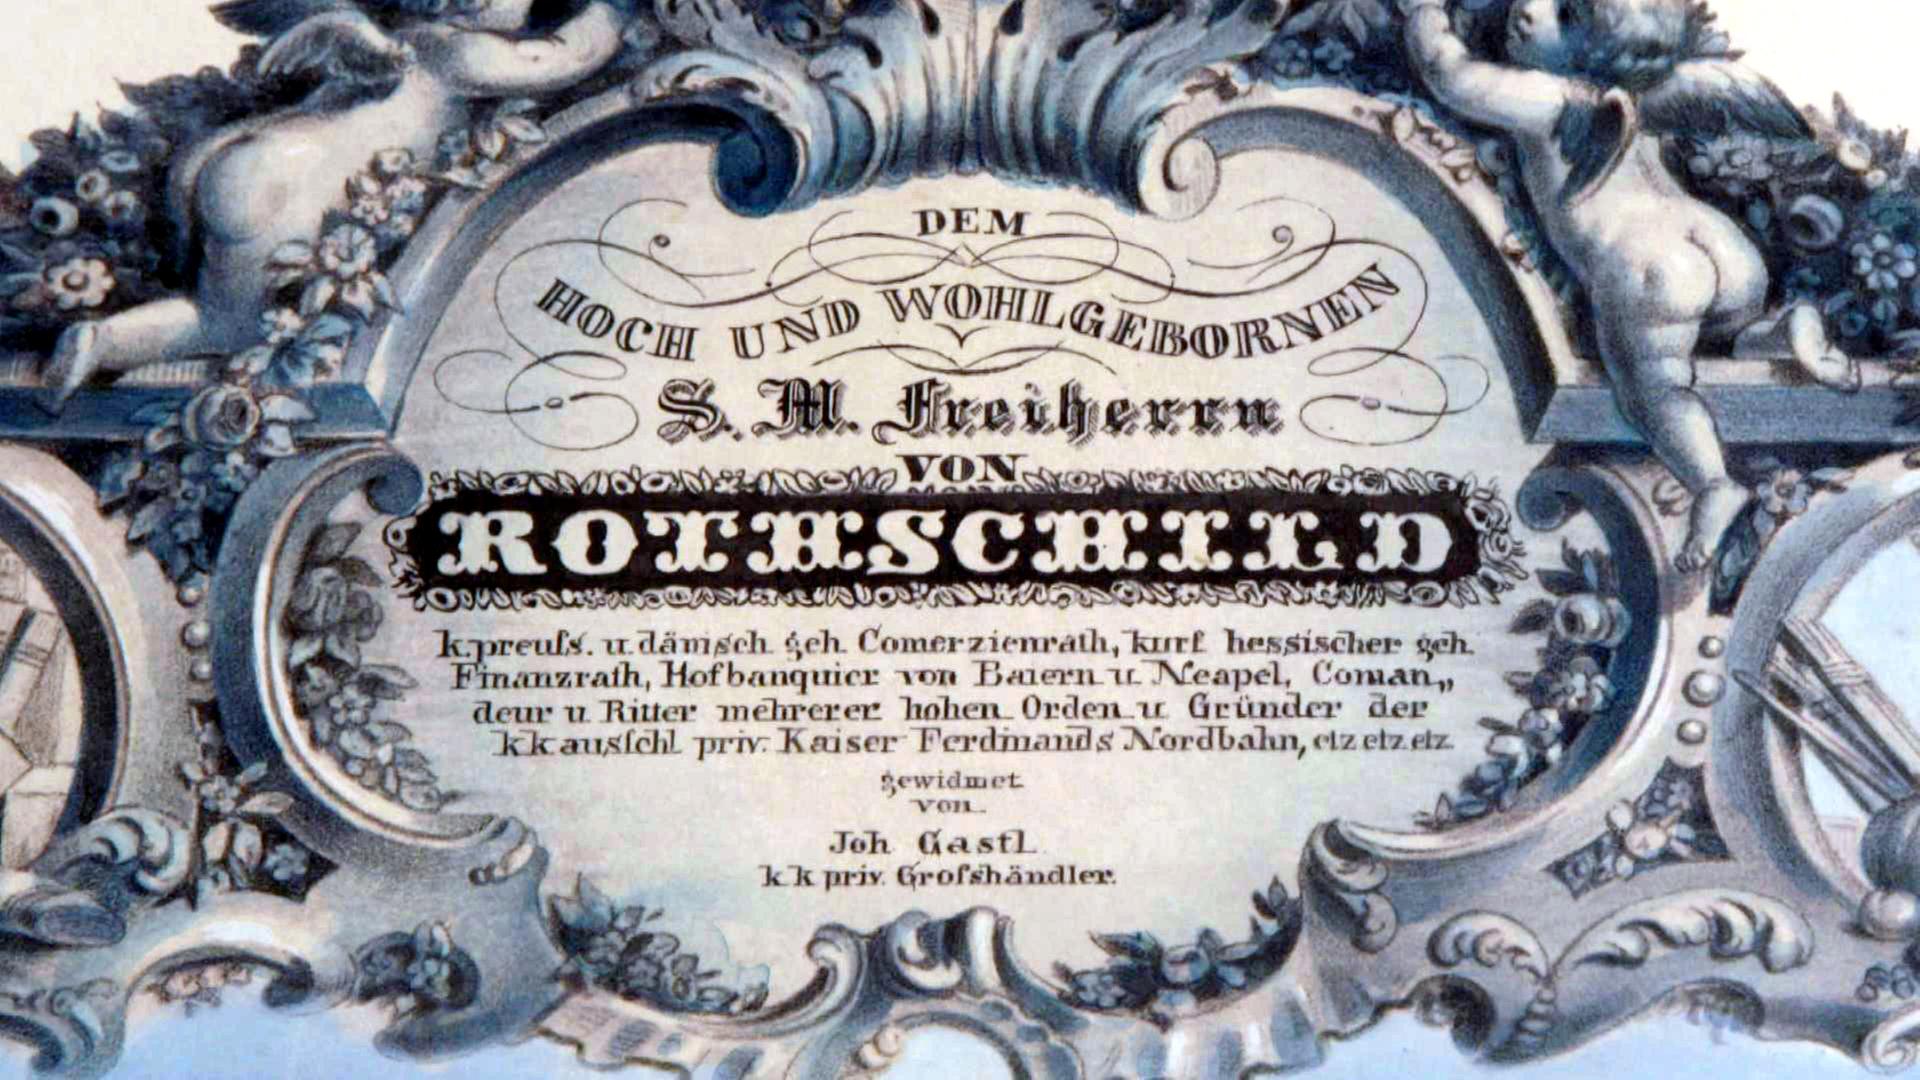 DEM
HOCH UND WOHLGEBORNEN
S. M. Freiherrn
VON
ROTHSCHILD
k. preuſs. u. dänisch geh. Comerzienrath, kurf. hessischer geh.
Finanzrath, Hofbanquier von Baiern u. Neapel, Coman„
deur u. Ritter mehrerer hohen Orden u. Gründer der
k k ausſchl. priv. Kaiser Ferdinands Nordbahn, etz etz etz.
gewidmet
von
Joh. Gastl
k k priv. Groſshändler.